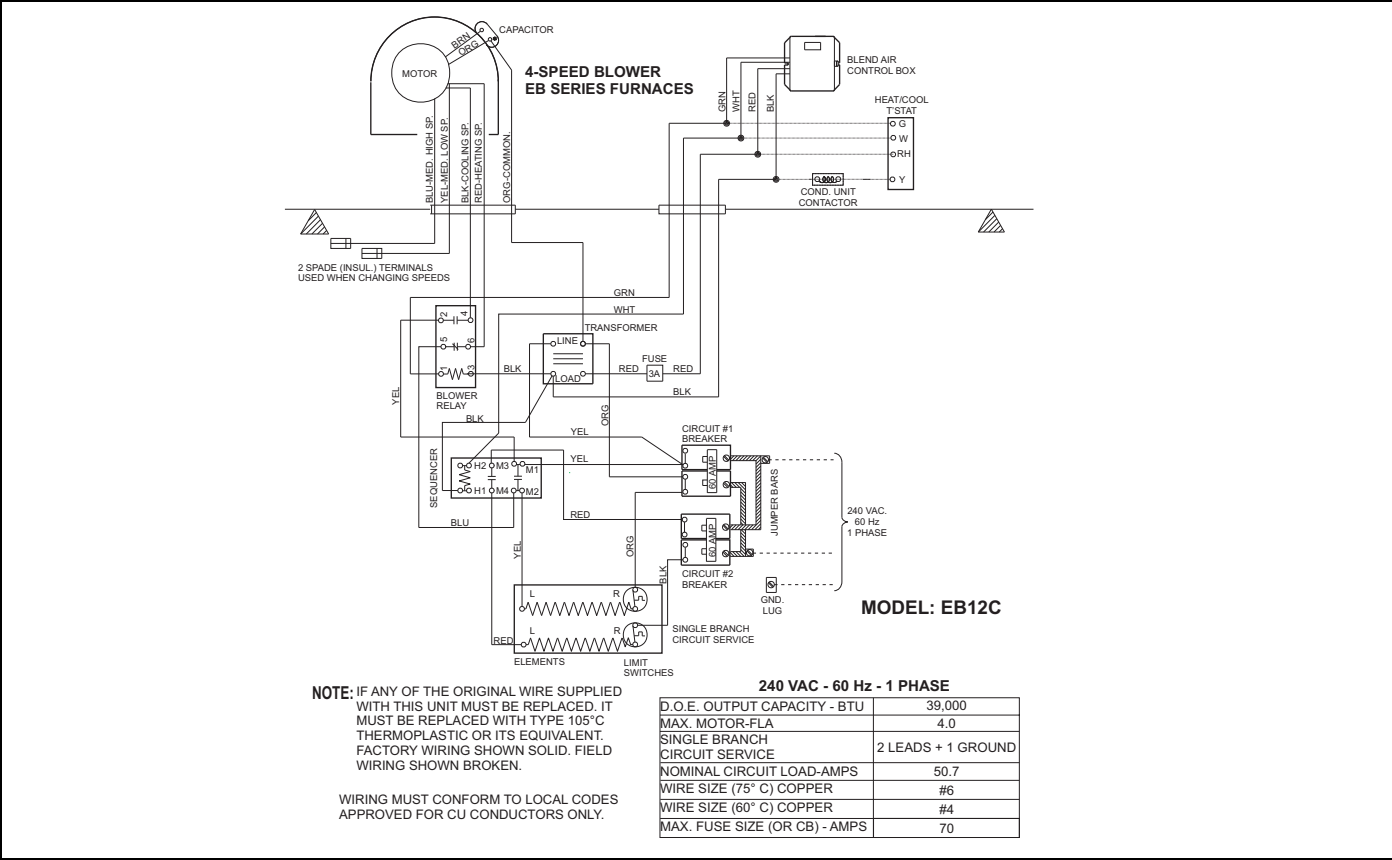 CAPACITOR
BRN
ORG
MOTOR
4-SPEED BLOWER
EB SERIES FURNACES
BLEND AIR
CONTROL BOX
HEAT/COOL
T'STAT
GRN
WHT
RED
BLK
G
W
RH
Y
COND. UNIT
CONTACTOR
BLU-MED. HIGH SP.
YEL-MED. LOW SP.
BLK-COOLING SP.
RED-HEATING SP.
ORG-COMMON.
2 SPADE (INSUL.) TERMINALS
USED WHEN CHANGING SPEEDS
GRN
WHT
TRANSFORMER
2
4
5
6
1
3
LINE
LOAD
BLK
RED
FUSE
3A
RED
BLK
BLOWER
RELAY
YEL
BLK
ORG
YEL
CIRCUIT #1
BREAKER
SEQUENCER
H2
M3
M1
H1
M4
M2
YEL
60 AMP
JUMPER BARS
BLU
RED
60 AMP
240 VAC.
60 Hz
1 PHASE
YEL
ORG
BLK
CIRCUIT #2
BREAKER
GND.
LUG
MODEL: EB12C
L
R
L
R
RED
SINGLE BRANCH
CIRCUIT SERVICE
ELEMENTS
LIMIT
SWITCHES
NOTE: IF ANY OF THE ORIGINAL WIRE SUPPLIED
WITH THIS UNIT MUST BE REPLACED. IT
MUST BE REPLACED WITH TYPE 105°C
THERMOPLASTIC OR ITS EQUIVALENT.
FACTORY WIRING SHOWN SOLID. FIELD
WIRING SHOWN BROKEN.
WIRING MUST CONFORM TO LOCAL CODES
APPROVED FOR CU CONDUCTORS ONLY.
240 VAC - 60 Hz - 1 PHASE
D.O.E. OUTPUT CAPACITY - BTU 39,000
MAX. MOTOR-FLA 4.0
SINGLE BRANCH
CIRCUIT SERVICE 2 LEADS + 1 GROUND
NOMINAL CIRCUIT LOAD-AMPS 50.7
WIRE SIZE (75° C) COPPER #6
WIRE SIZE (60° C) COPPER #4
MAX. FUSE SIZE (OR CB) - AMPS 70